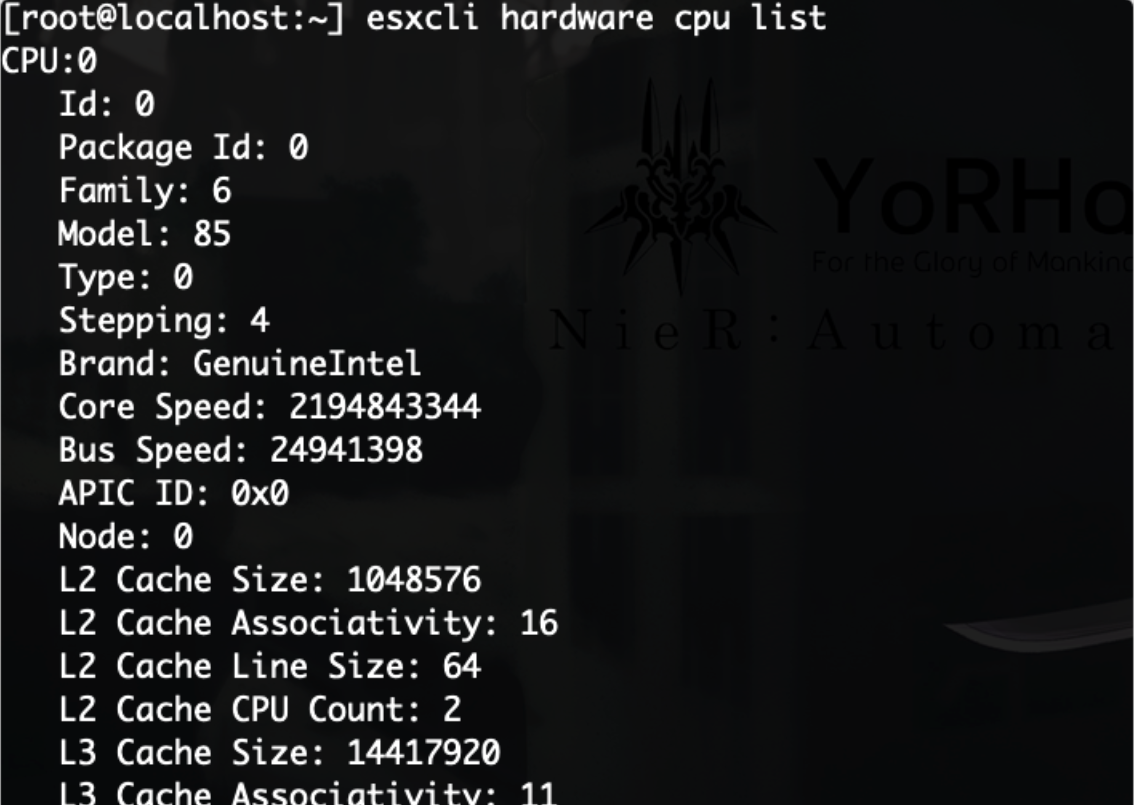 [root@localhost:~] esxcli hardware cpu list
CPU:0
Id: 0
Package Id: 0
Family: 6
Model: 85
Type: 0
Stepping: 4
Brand: GenuineIntel
Core Speed: 2194843344
Bus Speed: 24941398
APIC ID: 0x0
Node: 0
L2 Cache Size: 1048576
L2 Cache Associativity: 16
L2 Cache Line Size: 64
L2 Cache CPU Count: 2
L3 Cache Size: 14417920
L3 Cache Associativity: 11
YoRHa
For the Glory of Mankind
NieR:Automa